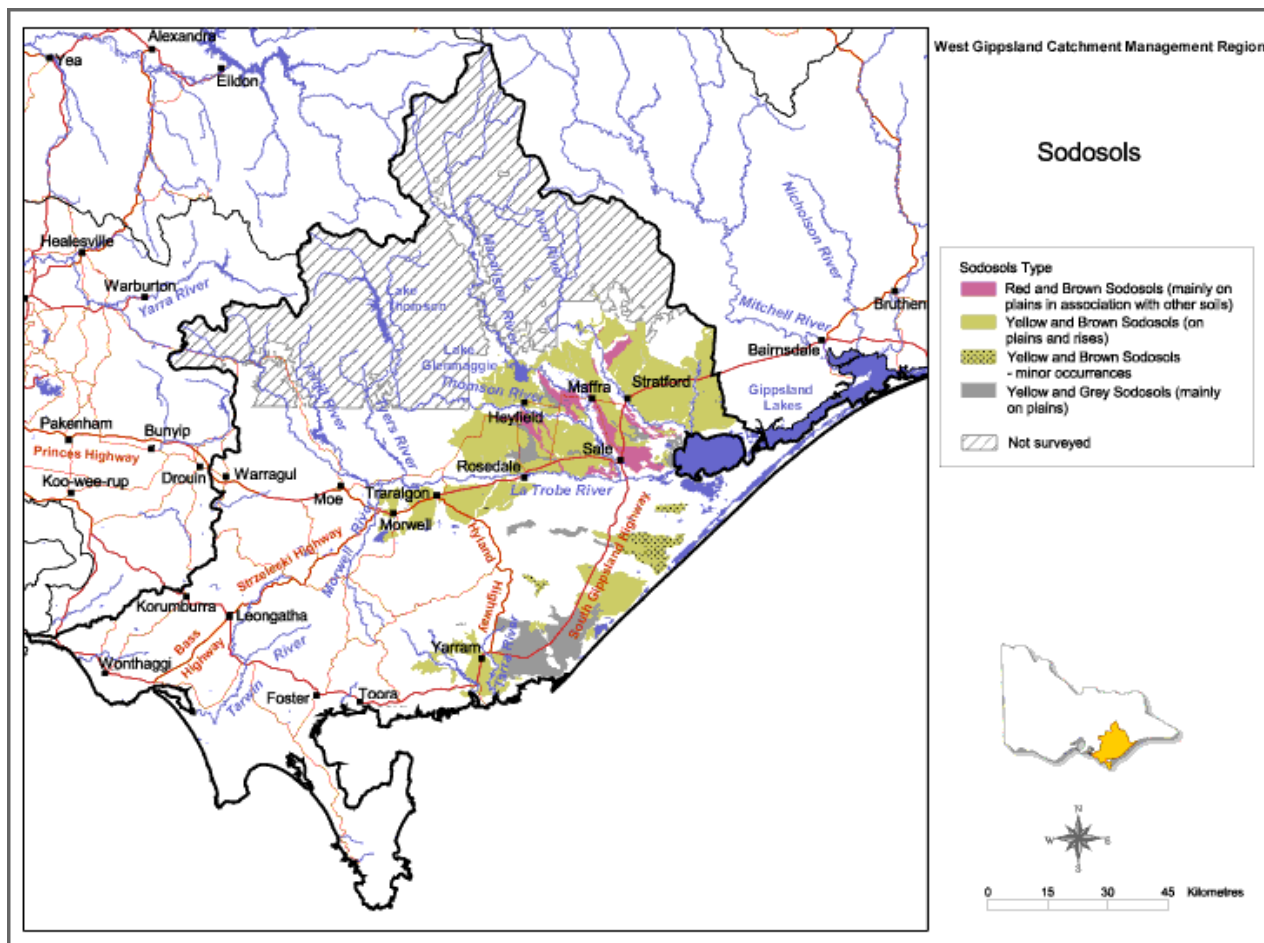 West Gippsland Catchment Management Region
Sodosols
Sodosols Type
Red and Brown Sodosols (mainly on
plains in association with other soils)
Yellow and Brown Sodosols (on
plains and rises)
Yellow and Brown Sodosols
- minor occurrences
Yellow and Grey Sodosols (mainly
on plains)
Not surveyed
N
W
E
S
0 15 30 45 Kilometres
Alexandra
Yea
Eildon
Healesville
Warburton
Yarra River
Lake
Thomson
Macalister River
Avon River
Nicholson River
Mitchell River
Bruthen
Bairnsdale
Gippsland
Lakes
Lake
Glenmaggie
Thomson River
Maffra
Stratford
Heyfield
Sale
Rosedale
La Trobe River
Tyers River
River
Pakenham
Bunyip
Princes Highway
Koo-wee-rup
Drouin
Warragul
Moe
Traralgon
Morwell
Morwell River
Strzelecki Highway
Hyland
Highway
South Gippsland Highway
Korumburra
Leongatha
Bass
Highway
Wonthaggi
Tarwin
River
Foster
Toora
Yarram
Tarra River